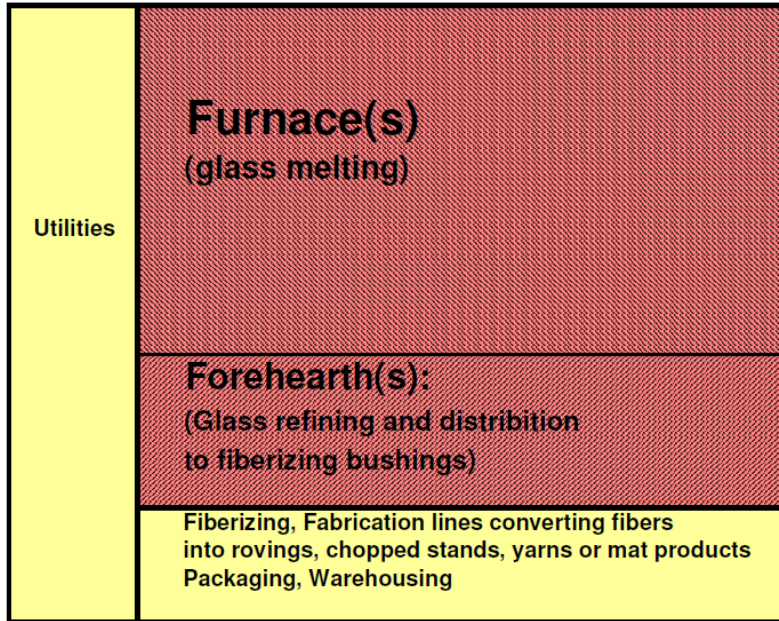 Furnace(s)
(glass melting)
Utilities
Forehearth(s):
(Glass refining and distribition
to fiberizing bushings)
Fiberizing, Fabrication lines converting fibers
into rovings, chopped stands, yarns or mat products
Packaging, Warehousing